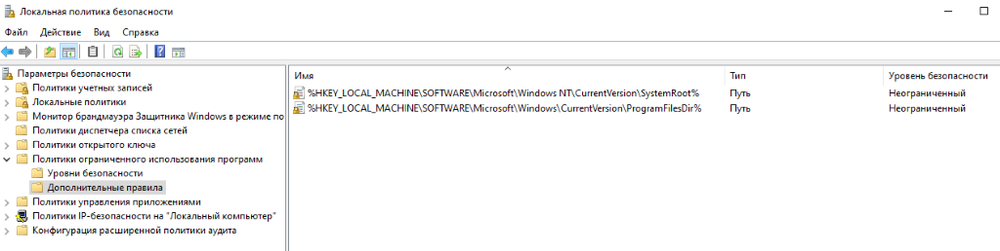 Локальная политика безопасности
Файл Действие Вид Справка
Параметры безопасности
Политики учетных записей
Локальные политики
Монитор брандмауэра Защитника Windows в режиме по
Политики диспетчера списка сетей
Политики открытого ключа
Политики ограниченного использования программ
Уровни безопасности
Дополнительные правила
Политики управления приложениями
Политики IP-безопасности на "Локальный компьютер"
Конфигурация расширенной политики аудита
Имя Тип Уровень безопасности
%HKEY_LOCAL_MACHINE\SOFTWARE\Microsoft\Windows NT\CurrentVersion\SystemRoot% Путь Неограниченный
%HKEY_LOCAL_MACHINE\SOFTWARE\Microsoft\Windows\CurrentVersion\ProgramFilesDir% Путь Неограниченный